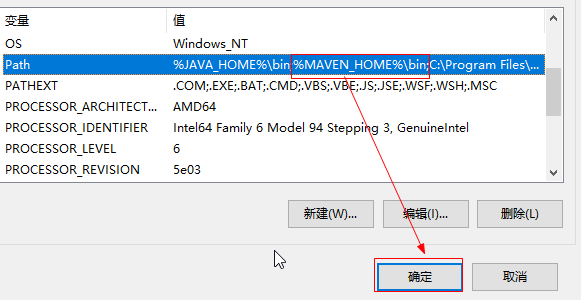 变量 值
OS Windows_NT
Path %JAVA_HOME%\bin;%MAVEN_HOME%\bin;C:\Program Files\...
PATHEXT .COM;.EXE;.BAT;.CMD;.VBS;.VBE;.JS;.JSE;.WSF;.WSH;.MSC
PROCESSOR_ARCHITECT... AMD64
PROCESSOR_IDENTIFIER Intel64 Family 6 Model 94 Stepping 3, GenuineIntel
PROCESSOR_LEVEL 6
PROCESSOR_REVISION 5e03
新建(W)... 编辑(I)... 删除(L)
确定 取消